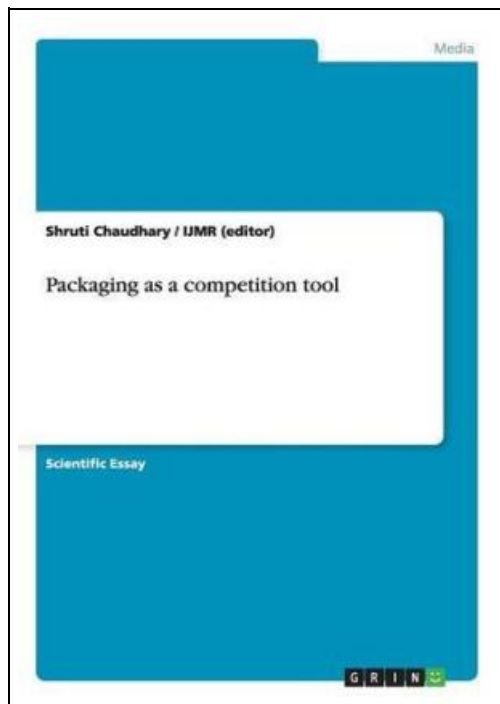 Media
Shruti Chaudhary / IJMR (editor)
Packaging as a competition tool
Scientific Essay
GRIN